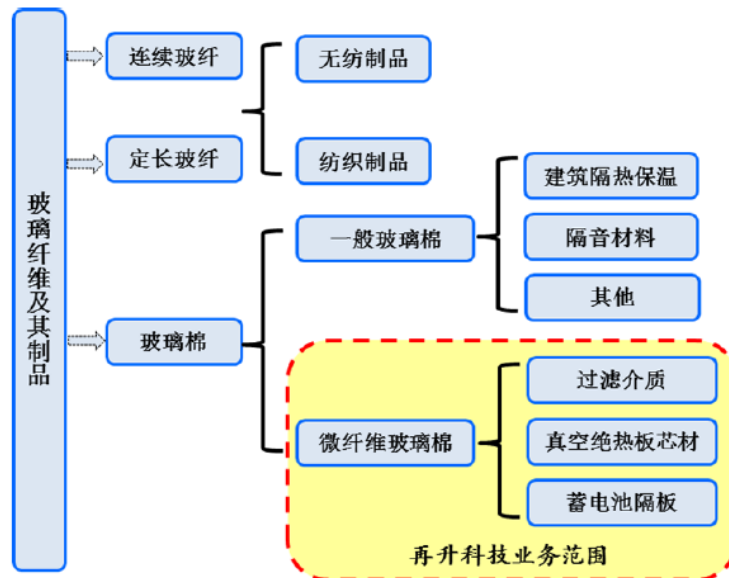 玻璃纤维及其制品
连续玻纤
定长玻纤
无纺制品
纺织制品
玻璃棉
一般玻璃棉
建筑隔热保温
隔音材料
其他
微纤维玻璃棉
过滤介质
真空绝热板芯材
蓄电池隔板
再升科技业务范围